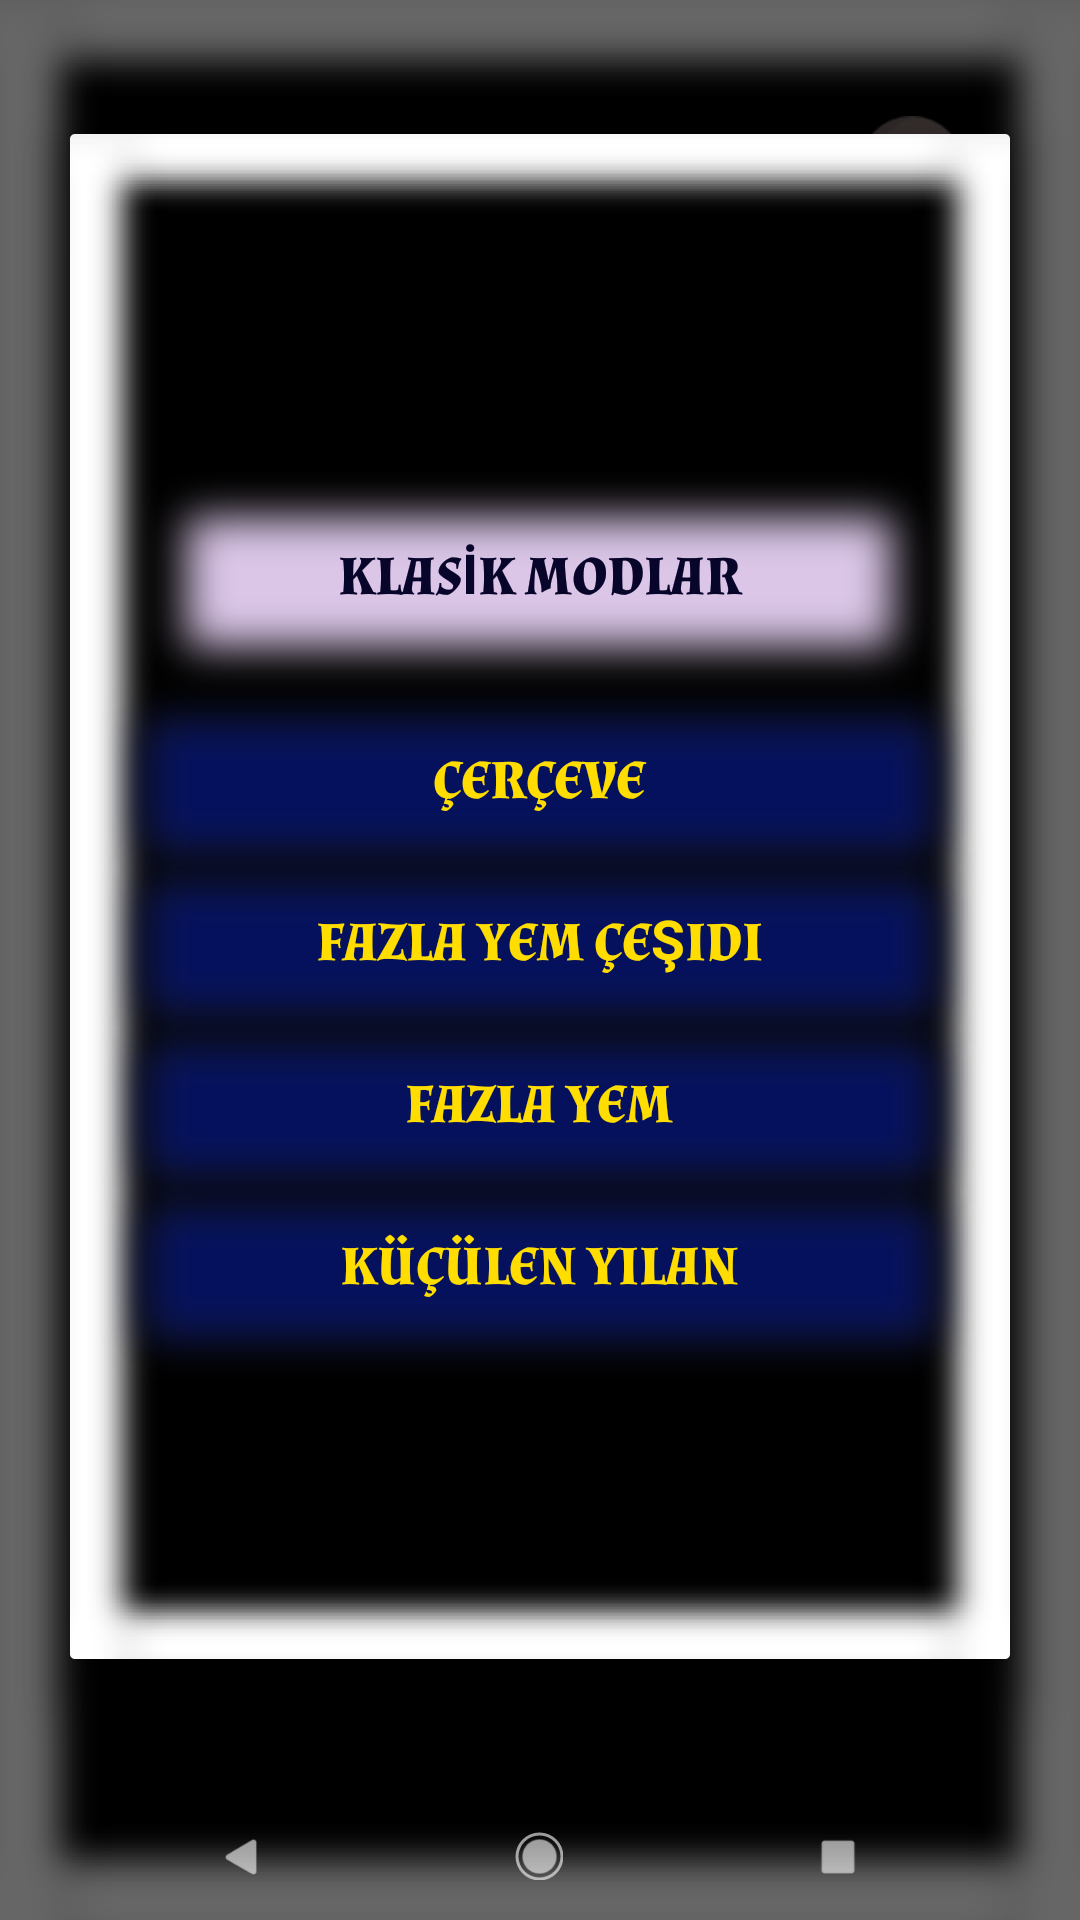 KLASİK MODLAR
ÇERÇEVE
FAZLA YEM ÇEŞIDI
FAZLA YEM
KÜÇÜLEN YILAN